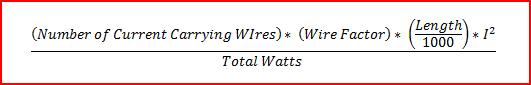 (Number of Current Carrying WIres) * (Wire Factor) * (Length/1000) * I²
Total Watts